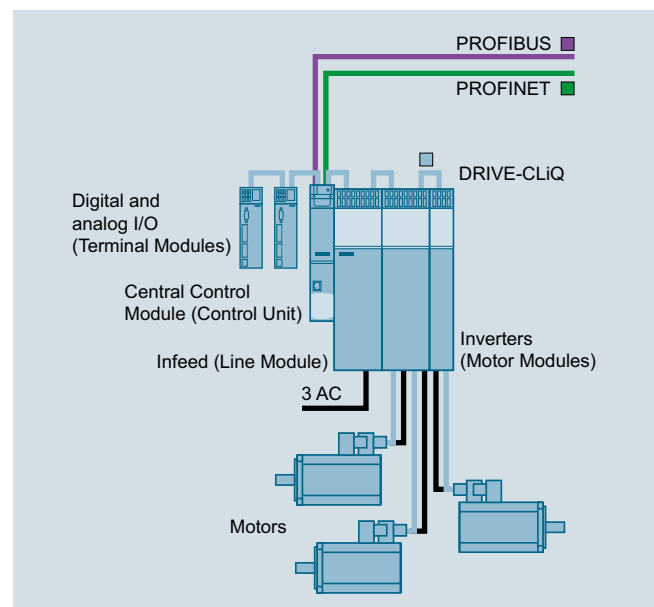 PROFIBUS
PROFINET
DRIVE-CLiQ
Digital and
analog I/O
(Terminal Modules)
Central Control
Module (Control Unit)
Inverters
(Motor Modules)
Infeed (Line Module)
3 AC
Motors